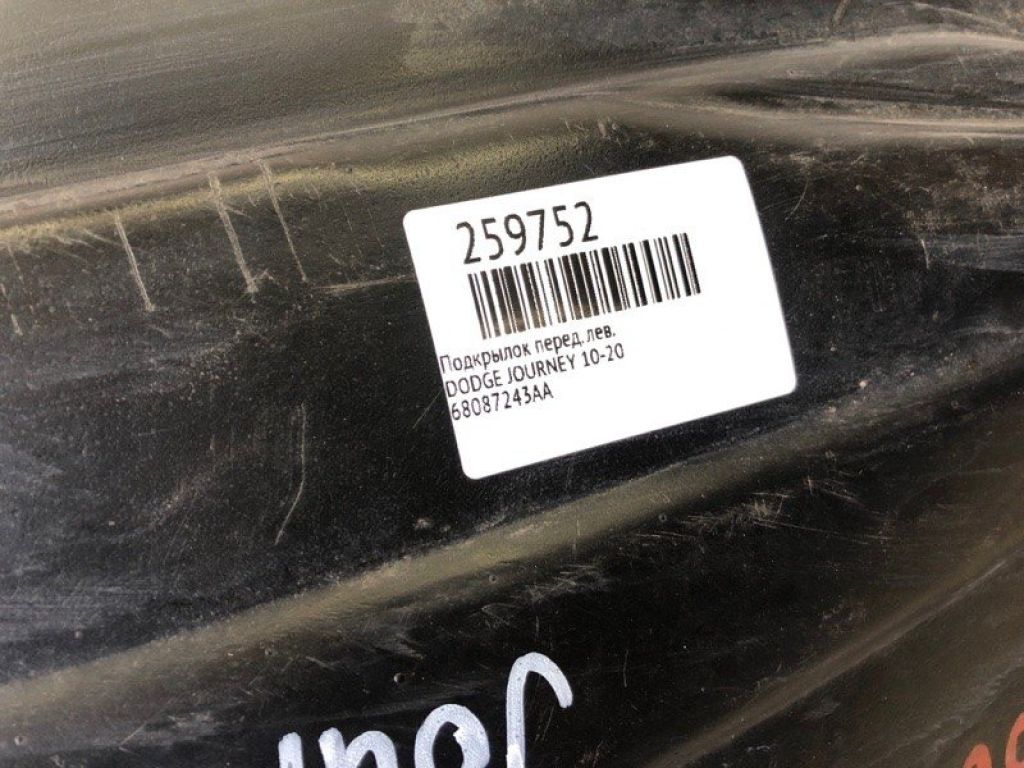 259752
Подкрылок перед. лев.
DODGE JOURNEY 10-20
68087243AA